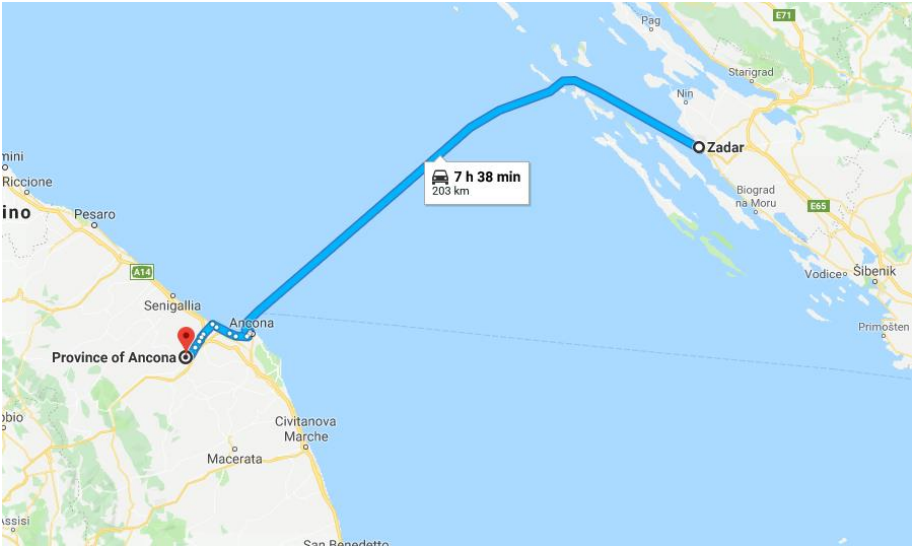 Pag
E71
Starigrad
Nin
Zadar
mini
Riccione
7 h 38 min
203 km
Biograd
na Moru
E65
ino
Pesaro
A14
Vodice
Šibenik
Senigallia
Ancona
Primošten
Province of Ancona
obio
Civitanova
Marche
Macerata
Assisi
San Benedetto